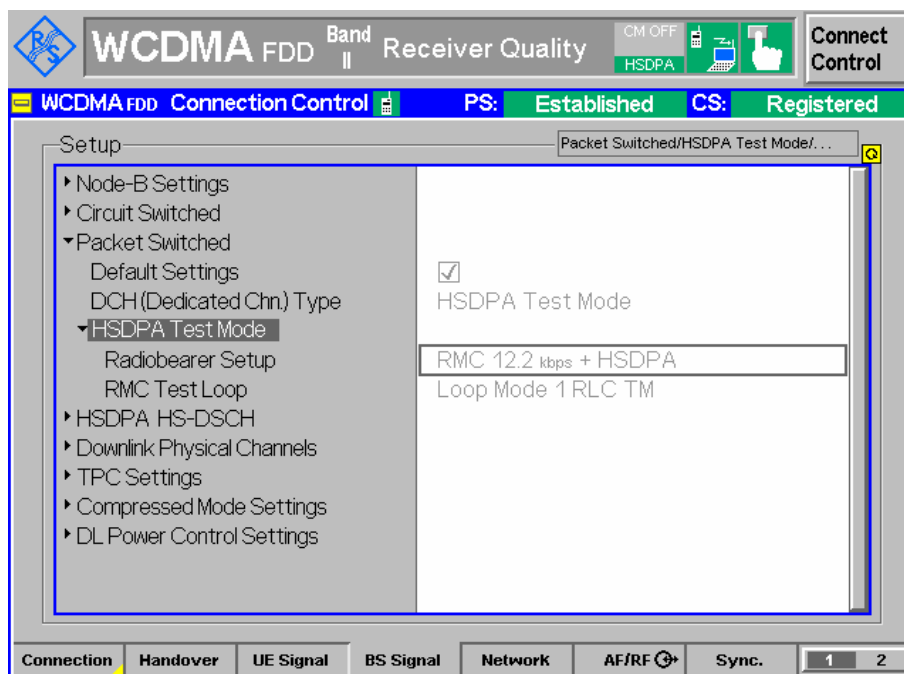 WCDMA FDD Band II Receiver Quality CM OFF HSDPA Connect Control
WCDMA FDD Connection Control PS: Established CS: Registered
Setup Packet Switched/HSDPA Test Mode/...
Node-B Settings
Circuit Switched
Packet Switched
Default Settings
DCH (Dedicated Chn.) Type HSDPA Test Mode
HSDPA Test Mode
Radiobearer Setup RMC 12.2 kbps + HSDPA
RMC Test Loop Loop Mode 1 RLC TM
HSDPA HS-DSCH
Downlink Physical Channels
TPC Settings
Compressed Mode Settings
DL Power Control Settings
Connection Handover UE Signal BS Signal Network AF/RF Sync. 1 2